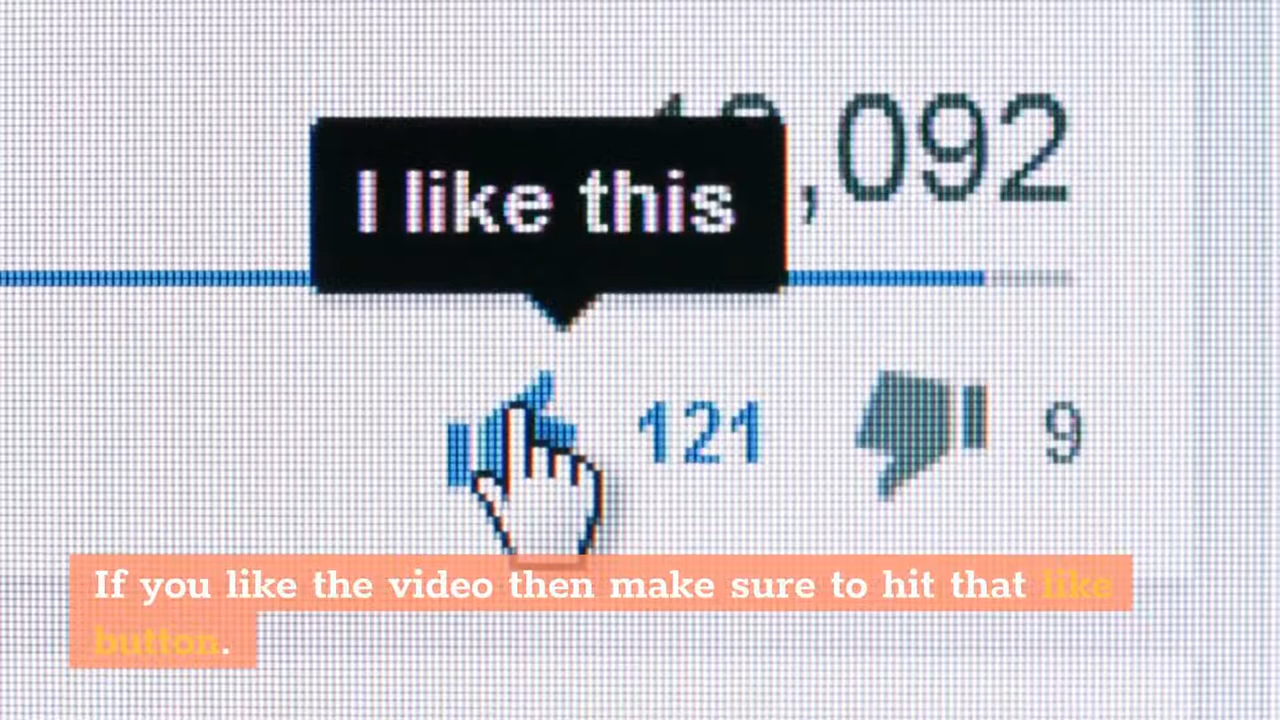 ,092
I like this
121 9
If you like the video then make sure to hit that like
button.